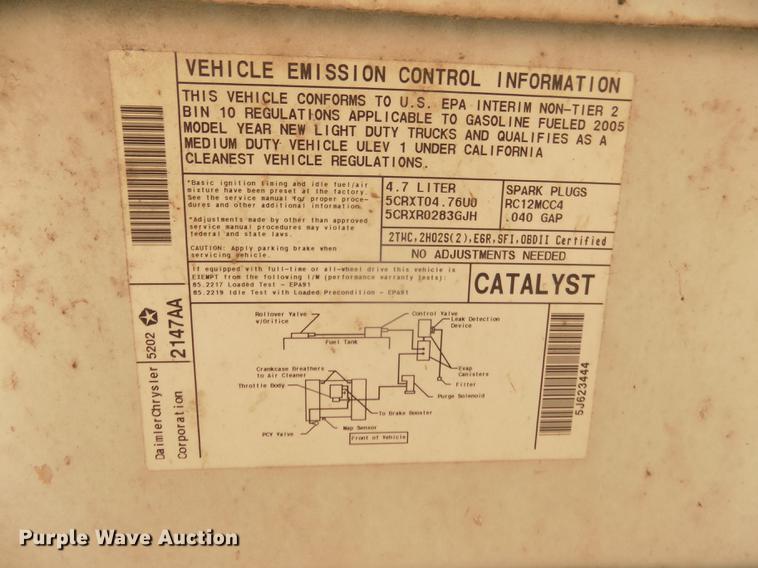 VEHICLE EMISSION CONTROL INFORMATION
THIS VEHICLE CONFORMS TO U.S. EPA INTERIM NON-TIER 2
BIN 10 REGULATIONS APPLICABLE TO GASOLINE FUELED 2005
MODEL YEAR NEW LIGHT DUTY TRUCKS AND QUALIFIES AS A
MEDIUM DUTY VEHICLE ULEV 1 UNDER CALIFORNIA
CLEANEST VEHICLE REGULATIONS.
*Basic ignition timing and idle fuel/air
mixture have been preset at the factory.
See the service manual for proper proce-
dures and other additional information.
*Adjustments made by other than approved
service manual procedures may violate
federal and state laws.
CAUTION: Apply parking brake when
servicing vehicle.
4.7 LITER
5CRXT04.76U0
5CRXR0283GJH
SPARK PLUGS
RC12MCC4
.040 GAP
2TWC,2HO2S(2),EGR,SFI,OBDII Certified
NO ADJUSTMENTS NEEDED
If equipped with full-time or all-wheel drive this vehicle is
EXEMPT from the following I/M (performance warranty tests):
85.2217 Loaded Test - EPA91
85.2219 Idle Test with Loaded Precondition - EPA91
CATALYST
Rollover Valve
w/Orifice
Control Valve
Leak Detection
Device
Fuel Tank
Crankcase Breathers
to Air Cleaner
Evap
Canisters
Filter
Throttle Body
Purge Solenoid
To Brake Booster
Map Sensor
PCV Valve
Front of Vehicle
DaimlerChrysler 5202
Corporation 2147AA
5J623444
Purple Wave Auction